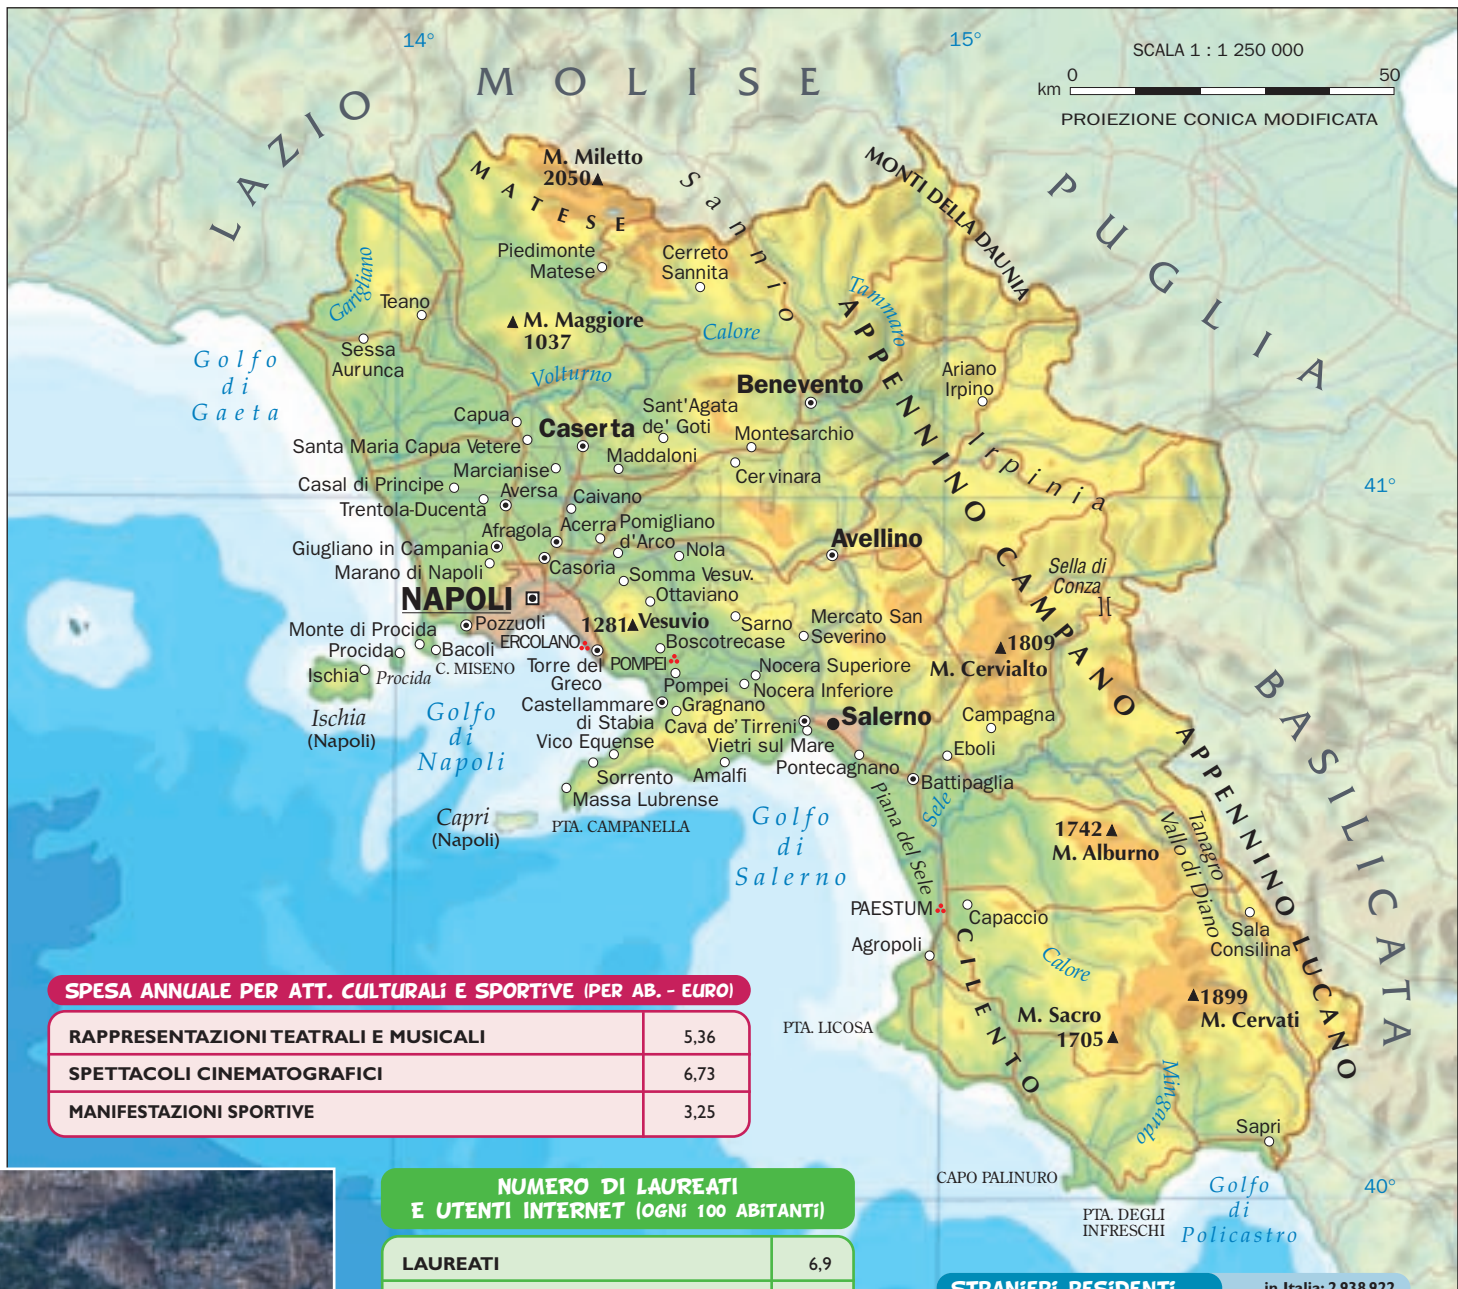 14°
15°
SCALA 1 : 1 250 000
0 50
km
PROIEZIONE CONICA MODIFICATA
MOLISE
LAZIO
PUGLIA
BASILICATA
M. Miletto
2050
MATESE
Sannio
MONTI DELLA DAUNIA
Piedimonte
Matese
Cerreto
Sannita
Garigliano
Teano
Sessa
Aurunca
M. Maggiore
1037
Calore
Tammaro
APPENNINO CAMPANO
Golfo
di
Gaeta
Volturno
Benevento
Ariano
Irpino
Irpinia
Capua
Caserta
Sant'Agata
de' Goti
Santa Maria Capua Vetere
Montesarchio
Maddaloni
Marcianise
Cervinara
Casal di Principe
Aversa
Trentola-Ducenta
Caivano
41°
Afragola
Acerra
Pomigliano
d'Arco
Avellino
Giugliano in Campania
Nola
Marano di Napoli
Casoria
Somma Vesuv.
Sella di
Conza
NAPOLI
Ottaviano
Monte di Procida
Pozzuoli
1281
Vesuvio
Sarno
Mercato San
Severino
Procida
Bacoli
ERCOLANO
Boscotrecase
1809
M. Cervialto
Ischia
Procida
C. MISENO
Torre del
Greco
POMPEI
Pompei
Nocera Superiore
Nocera Inferiore
Ischia
(Napoli)
Golfo
di
Napoli
Castellammare
di Stabia
Gragnano
Cava de' Tirreni
Salerno
Campagna
Vico Equense
Vietri sul Mare
Eboli
Sorrento
Amalfi
Pontecagnano
Battipaglia
Massa Lubrense
APPENNINO LUCANO
Capri
(Napoli)
PTA. CAMPANELLA
Golfo
di
Salerno
Piana del Sele
Sele
1742
M. Alburno
Tanagro
Vallo di Diano
PAESTUM
Capaccio
Sala
Consilina
Agropoli
CILENTO
Calore
1899
M. Cervati
PTA. LICOSA
M. Sacro
1705
Mingardo
Sapri
CAPO PALINURO
PTA. DEGLI
INFRESCHI
Golfo
di
Policastro
40°
SPESA ANNUALE PER ATT. CULTURALI E SPORTIVE (PER AB. - EURO)
RAPPRESENTAZIONI TEATRALI E MUSICALI 5,36
SPETTACOLI CINEMATOGRAFICI 6,73
MANIFESTAZIONI SPORTIVE 3,25
NUMERO DI LAUREATI
E UTENTI INTERNET (OGNI 100 ABITANTI)
LAUREATI 6,9
STRANIERI RESIDENTI in Italia: 2 938 922